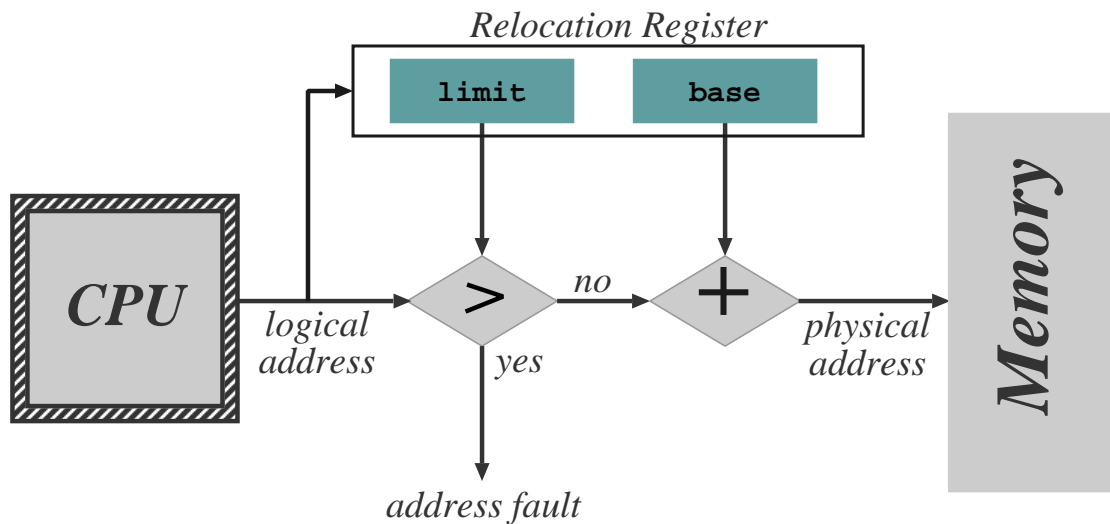 Relocation Register
limit
base
CPU
logical
address
>
no
+
physical
address
Memory
yes
address fault